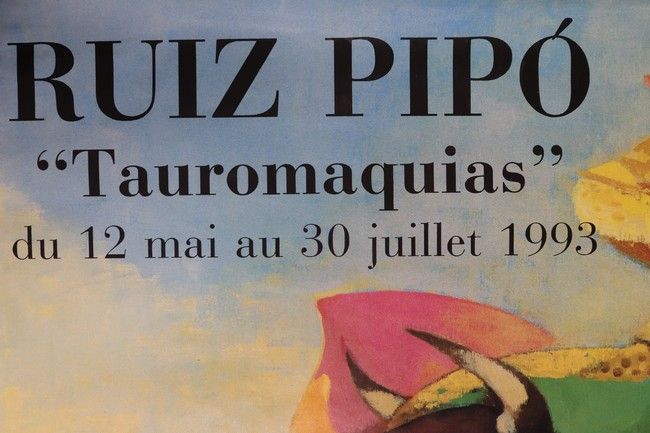 RUIZ PIPÓ
“Tauromaquias”
du 12 mai au 30 juillet 1993